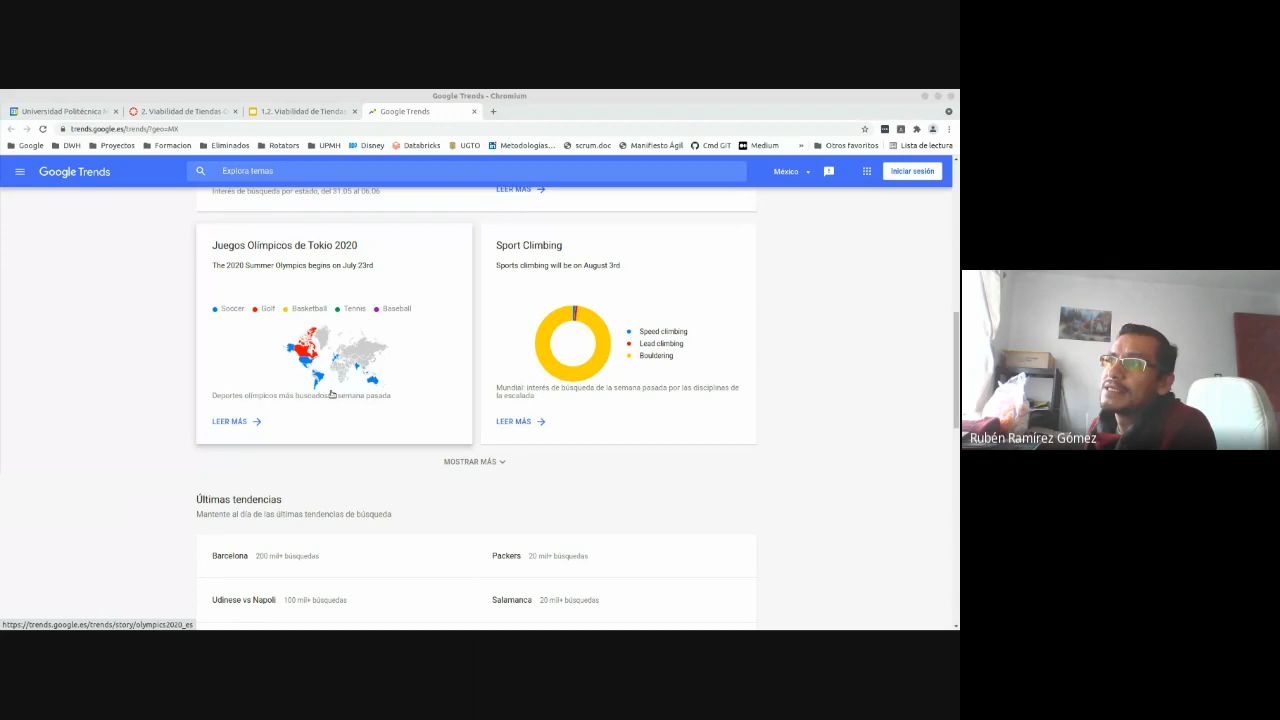 Google Trends - Chromium
Universidad Politécnica
2. Viabilidad de Tiendas
1.2. Viabilidad de Tiendas
Google Trends
trends.google.es/trends/?geo=MX
Google
DWH
Proyectos
Formacion
Eliminados
Rotators
UPMH
Disney
Databricks
UGTO
Metodologías...
scrum.doc
Manifiesto Ágil
Cmd GIT
Medium
»
Otros favoritos
Lista de lectura
Google Trends
Explora temas
México
Iniciar sesión
Interés de búsqueda por estado, del 31.05 al 06.06
LEER MÁS
Juegos Olímpicos de Tokio 2020
The 2020 Summer Olympics begins on July 23rd
Soccer Golf Basketball Tennis Baseball
Deportes olímpicos más buscados semana pasada
LEER MÁS
Sport Climbing
Sports climbing will be on August 3rd
Speed climbing
Lead climbing
Bouldering
Mundial: interés de búsqueda de la semana pasada por las disciplinas de
la escalada
LEER MÁS
MOSTRAR MÁS
Últimas tendencias
Mantente al día de las últimas tendencias de búsqueda
Barcelona 200 mil+ búsquedas
Packers 20 mil+ búsquedas
Udinese vs Napoli 100 mil+ búsquedas
Salamanca 20 mil+ búsquedas
https://trends.google.es/trends/story/olympics2020_es
Rubén Ramírez Gómez